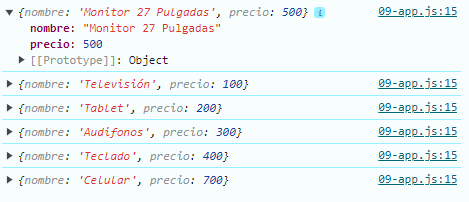 ▼ {nombre: 'Monitor 27 Pulgadas', precio: 500} i 09-app.js:15
nombre: "Monitor 27 Pulgadas"
precio: 500
▶ [[Prototype]]: Object
▶ {nombre: 'Televisión', precio: 100} 09-app.js:15
▶ {nombre: 'Tablet', precio: 200} 09-app.js:15
▶ {nombre: 'Audifonos', precio: 300} 09-app.js:15
▶ {nombre: 'Teclado', precio: 400} 09-app.js:15
▶ {nombre: 'Celular', precio: 700} 09-app.js:15